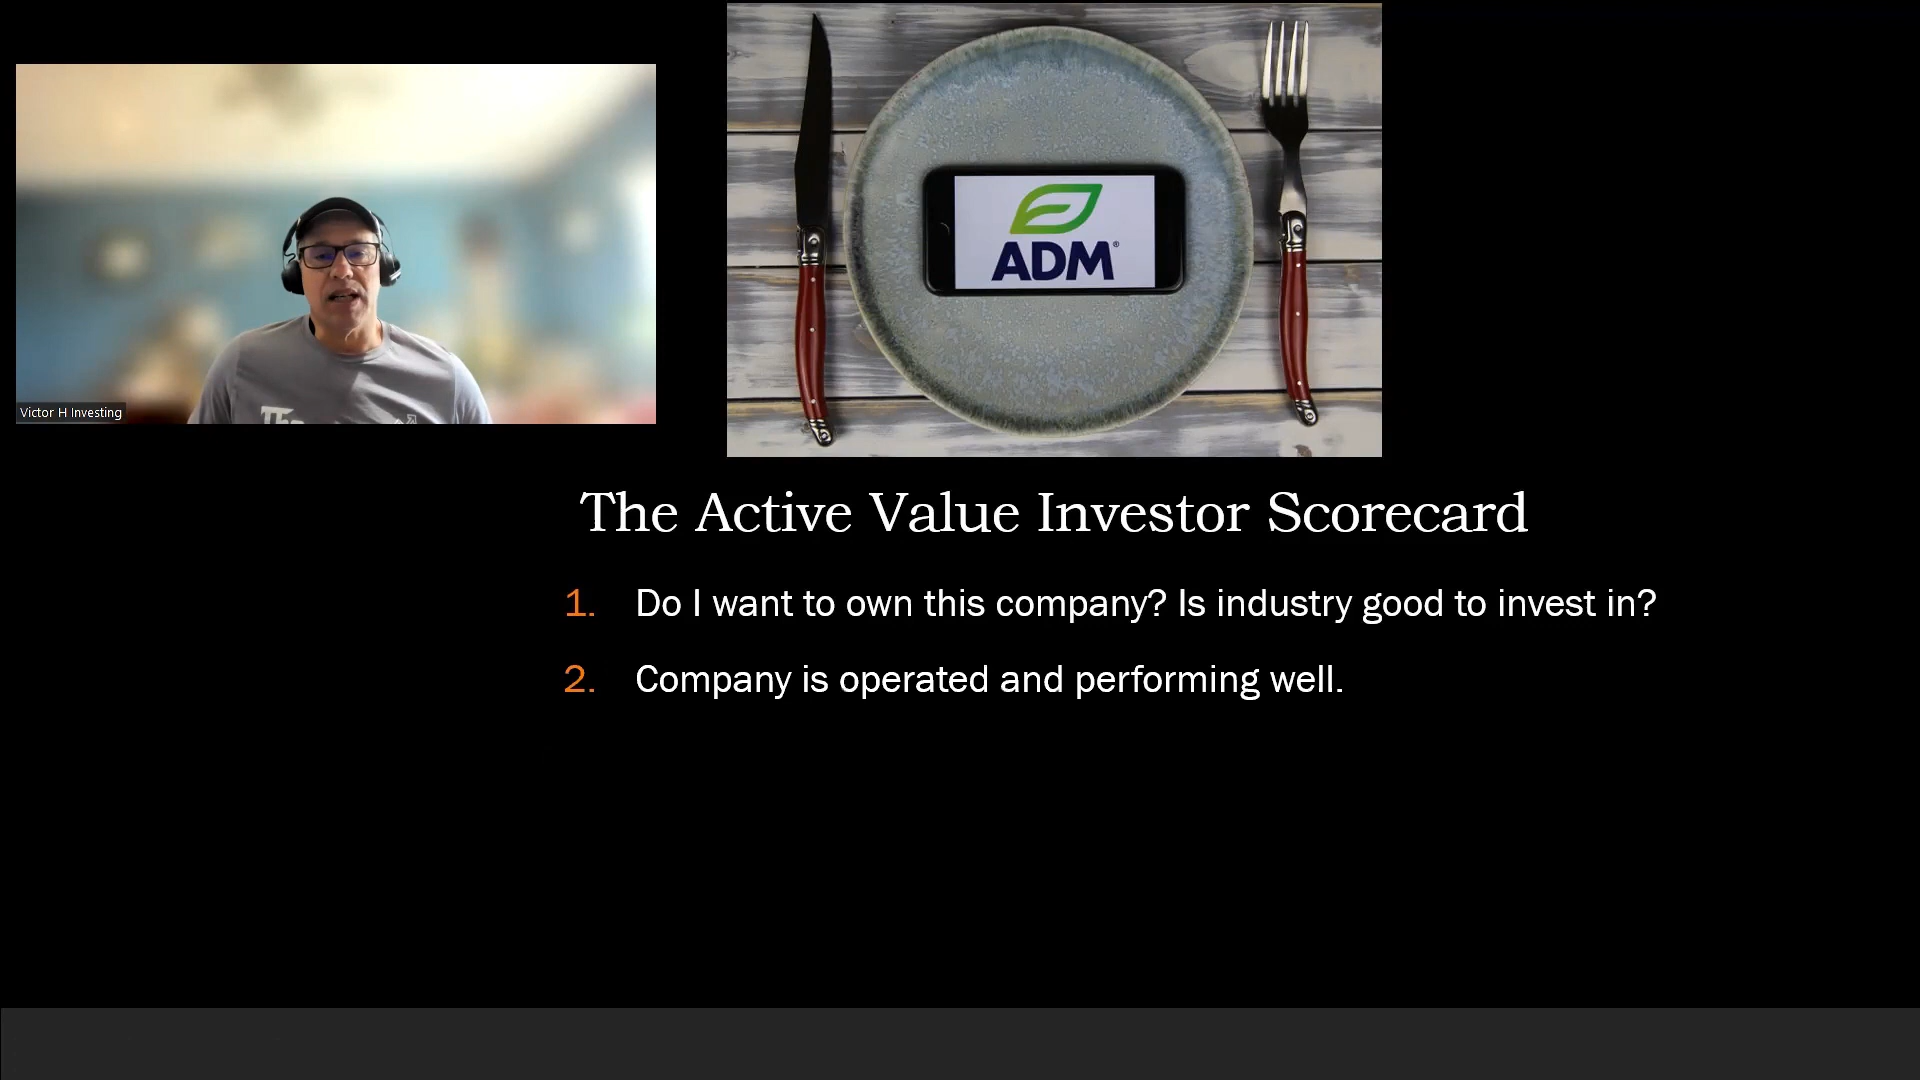 Victor H Investing
ADM®
The Active Value Investor Scorecard
1. Do I want to own this company? Is industry good to invest in?
2. Company is operated and performing well.